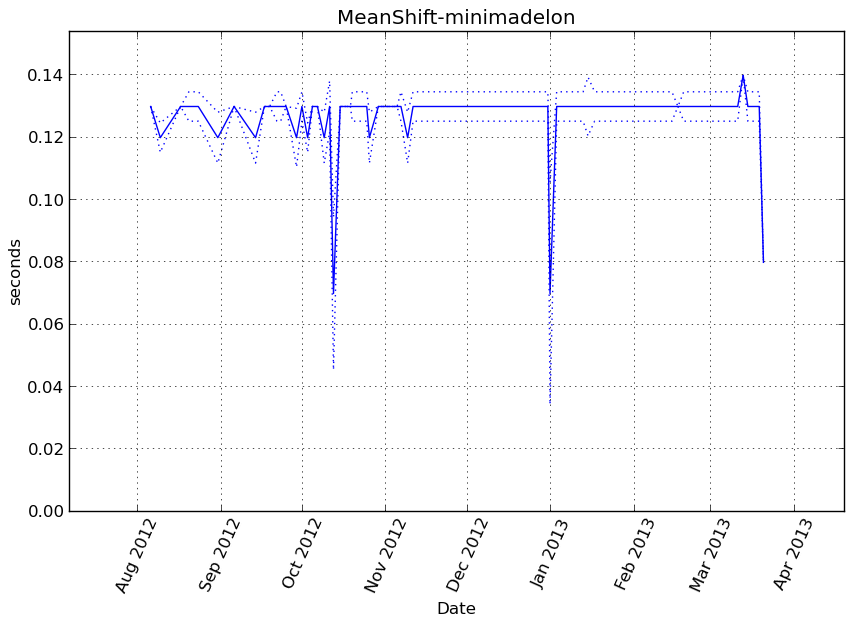 MeanShift-minimadelon
0.14
0.12
0.10
0.08
0.06
0.04
0.02
0.00
seconds
Aug 2012
Sep 2012
Oct 2012
Nov 2012
Dec 2012
Jan 2013
Feb 2013
Mar 2013
Apr 2013
Date